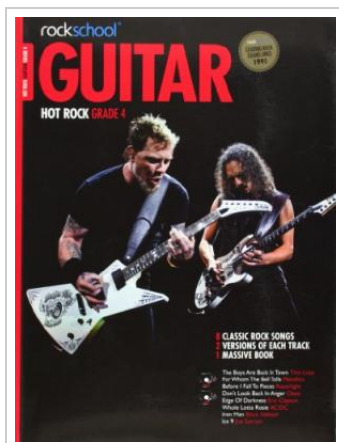 rockschool
GUITAR
HOT ROCK GRADE 4
1991
8 CLASSIC ROCK SONGS
2 VERSIONS OF EACH TRACK
1 MASSIVE BOOK
The Boys Are Back In Town Thin Lizzy
For Whom The Bell Tolls Metallica
Before I Fall To Pieces Razorlight
Don't Look Back In Anger Oasis
Edge Of Darkness Eric Clapton
Whole Lotta Rosie AC/DC
Iron Man Black Sabbath
Ice 9 Joe Satriani